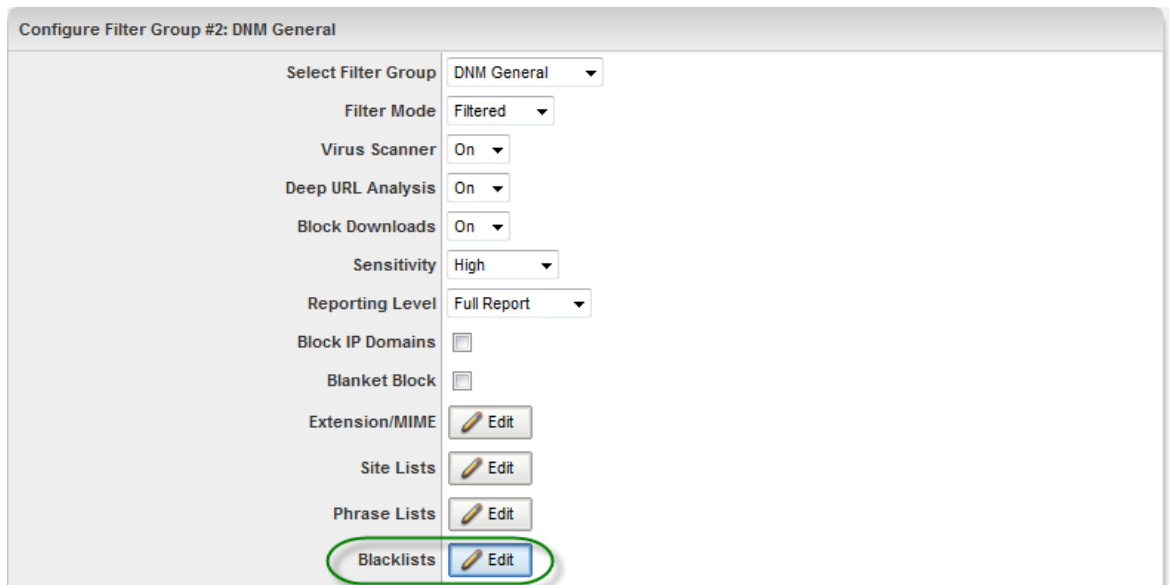 Configure Filter Group #2: DNM General
Select Filter Group DNM General
Filter Mode Filtered
Virus Scanner On
Deep URL Analysis On
Block Downloads On
Sensitivity High
Reporting Level Full Report
Block IP Domains
Blanket Block
Extension/MIME Edit
Site Lists Edit
Phrase Lists Edit
Blacklists Edit